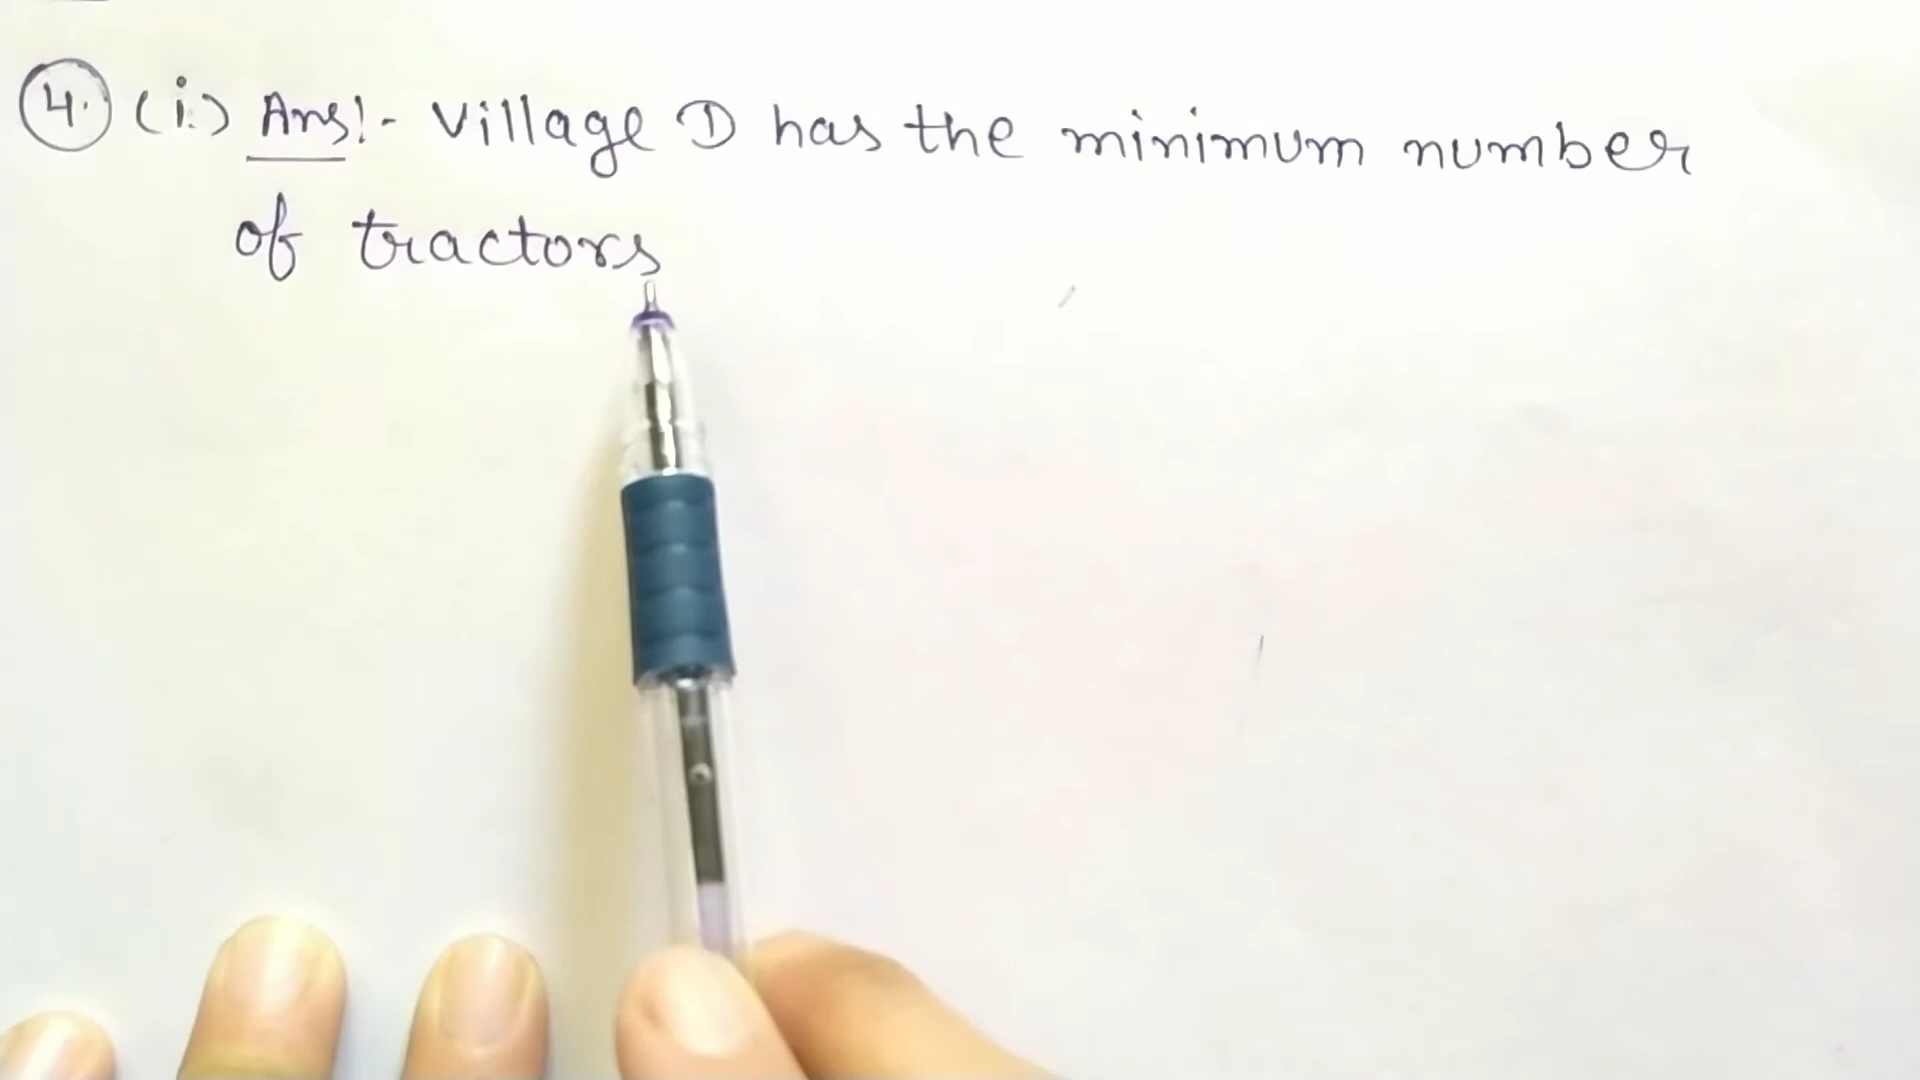 4. (i.) Ans:- Village D has the minimum number
of tractors